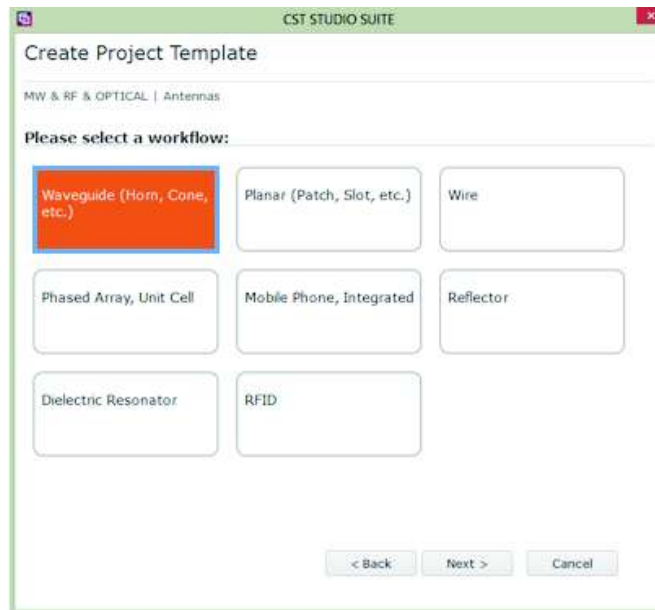 CST STUDIO SUITE
Create Project Template
MW & RF & OPTICAL | Antennas
Please select a workflow:
Waveguide (Horn, Cone,
etc.)
Planar (Patch, Slot, etc.)
Wire
Phased Array, Unit Cell
Mobile Phone, Integrated
Reflector
Dielectric Resonator
RFID
< Back
Next >
Cancel